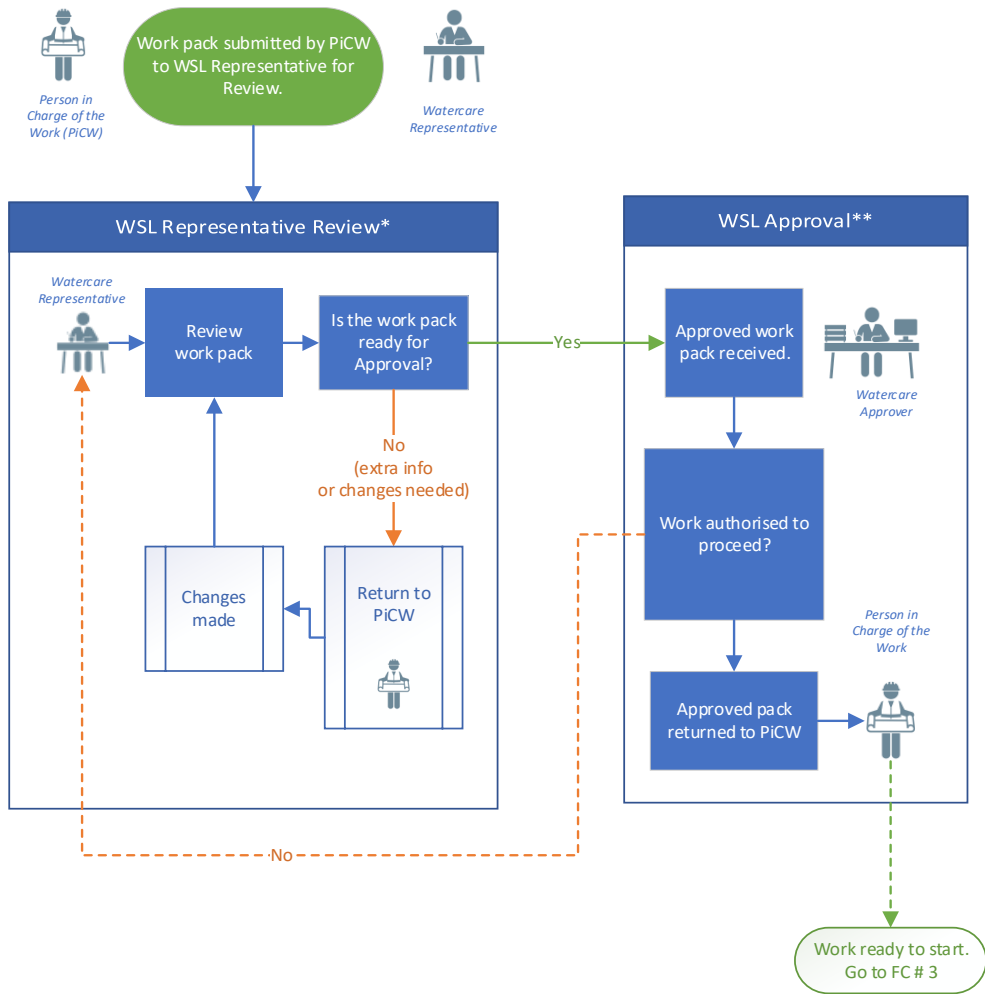 Work pack submitted by PiCW
to WSL Representative for
Review.
Person in
Charge of the
Work (PiCW)
Watercare
Representative
WSL Representative Review*
Watercare
Representative
Review
work pack
Is the work pack
ready for
Approval?
Yes
No
(extra info
or changes needed)
Changes
made
Return to
PiCW
WSL Approval**
Approved work
pack received.
Watercare
Approver
Work authorised to
proceed?
Person in
Charge of the
Work
Approved pack
returned to PiCW
No
Work ready to start.
Go to FC # 3